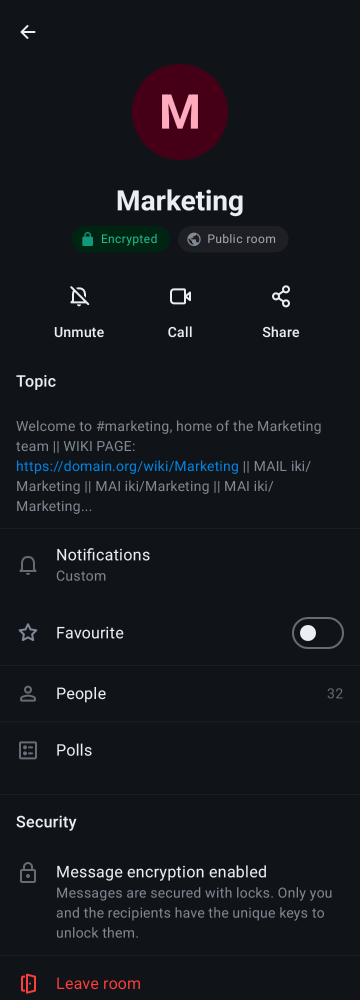 M
Marketing
Encrypted
Public room
Unmute
Call
Share
Topic
Welcome to #marketing, home of the Marketing
team || WIKI PAGE:
https://domain.org/wiki/Marketing || MAIL iki/
Marketing || MAI iki/Marketing || MAI iki/
Marketing...
Notifications
Custom
Favourite
People 32
Polls
Security
Message encryption enabled
Messages are secured with locks. Only you
and the recipients have the unique keys to
unlock them.
Leave room